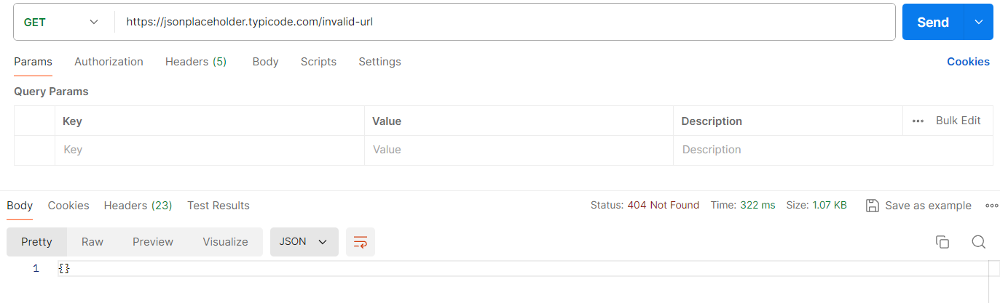 GET https://jsonplaceholder.typicode.com/invalid-url Send
Params Authorization Headers (5) Body Scripts Settings Cookies
Query Params
Key Value Description Bulk Edit
Key Value Description
Body Cookies Headers (23) Test Results Status: 404 Not Found Time: 322 ms Size: 1.07 KB Save as example
Pretty Raw Preview Visualize JSON
1 {}